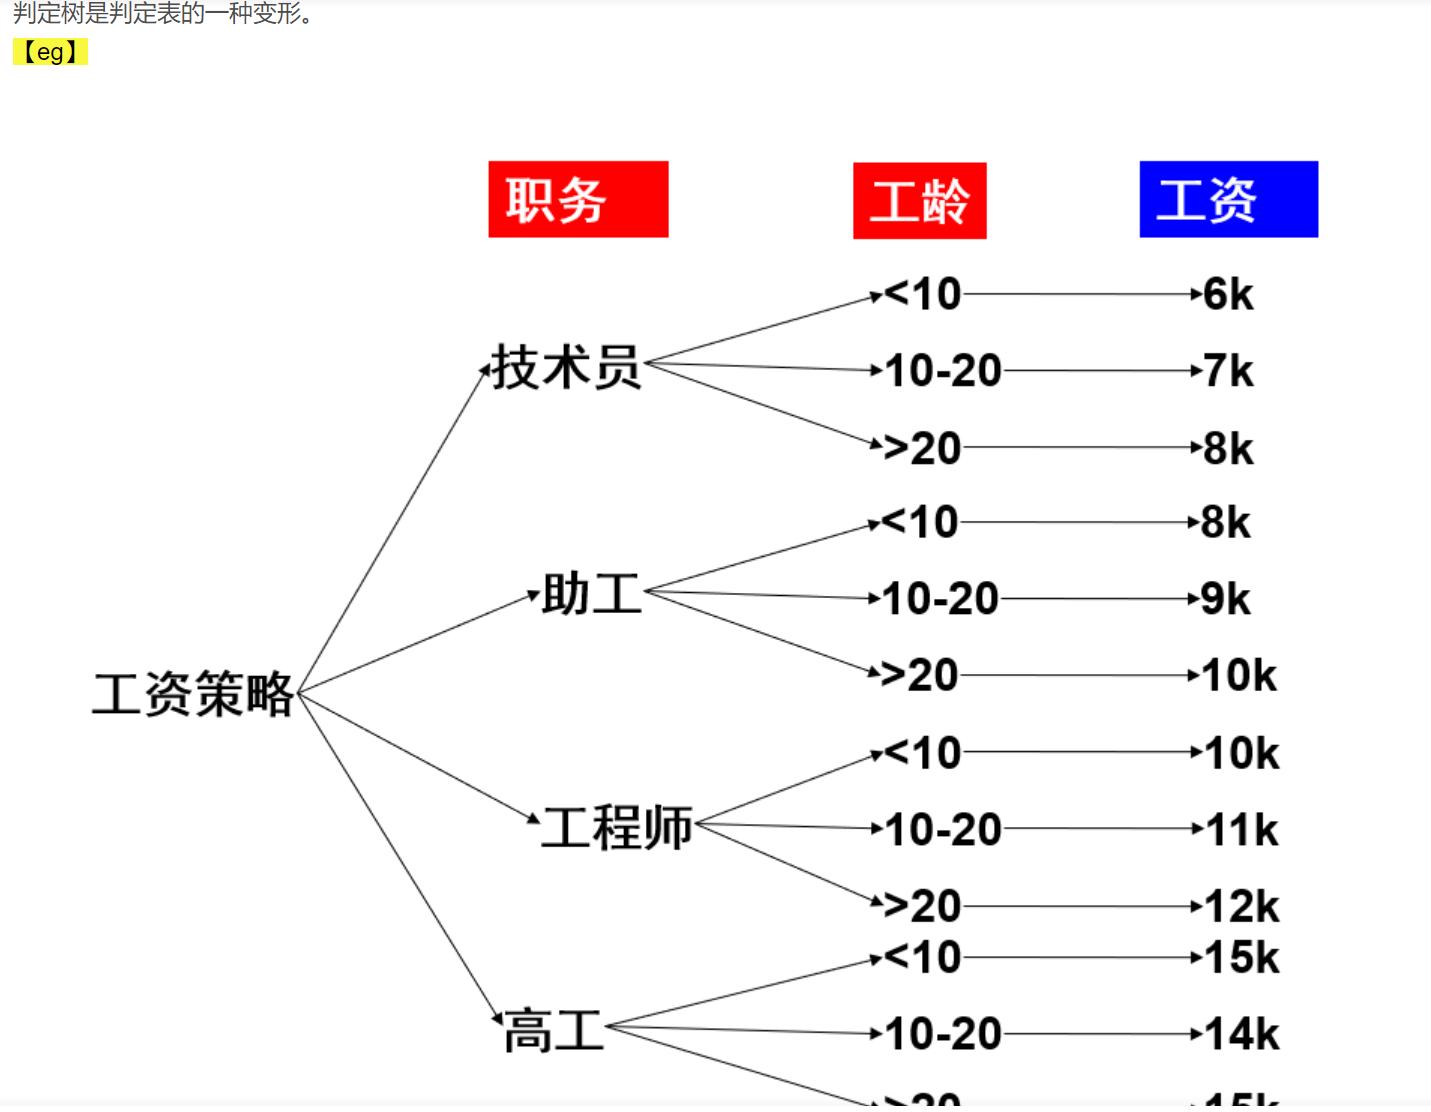 判定树是判定表的一种变形。
【eg】
职务 工龄 工资
<10 6k
技术员 10-20 7k
>20 8k
<10 8k
助工 10-20 9k
>20 10k
工资策略
<10 10k
工程师 10-20 11k
>20 12k
<10 15k
高工 10-20 14k
>20 15k